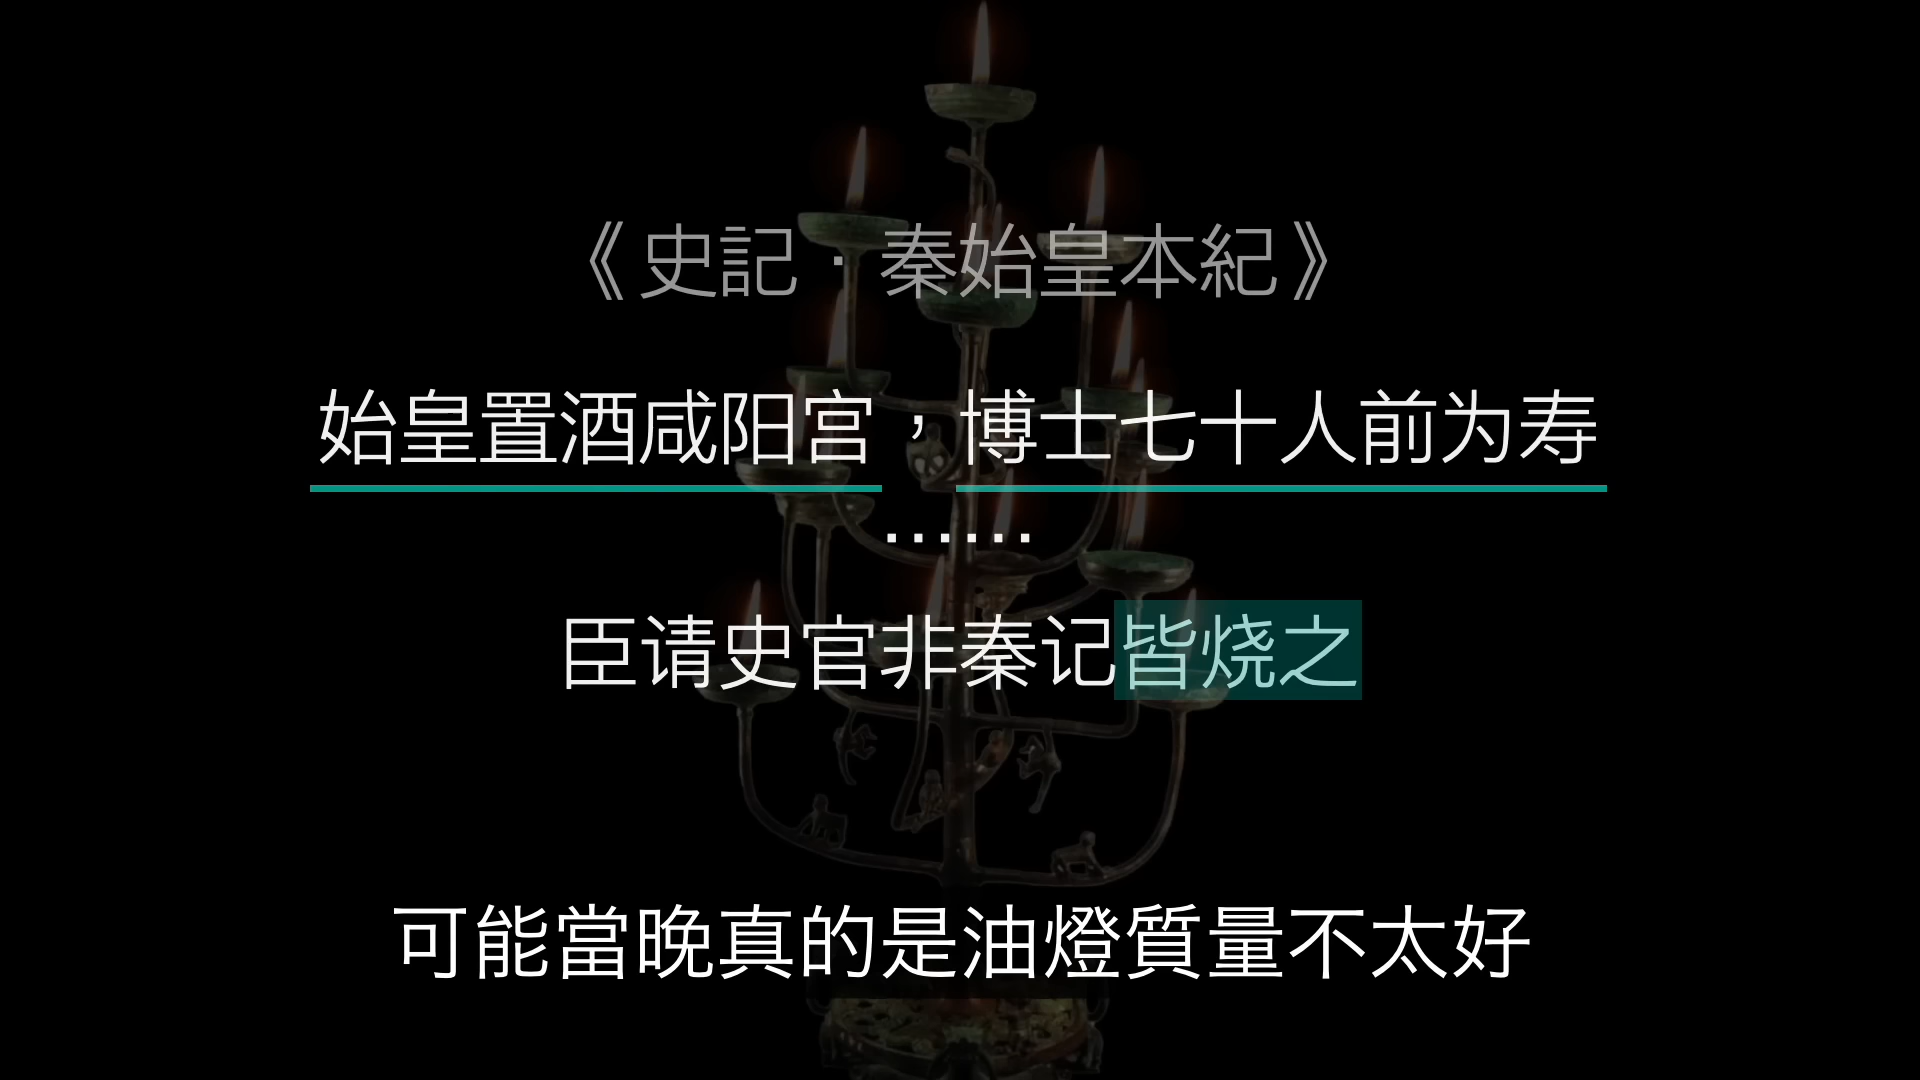 《史記·秦始皇本紀》
始皇置酒咸阳宫，博士七十人前为寿
······
臣请史官非秦记皆烧之
可能當晚真的是油燈質量不太好